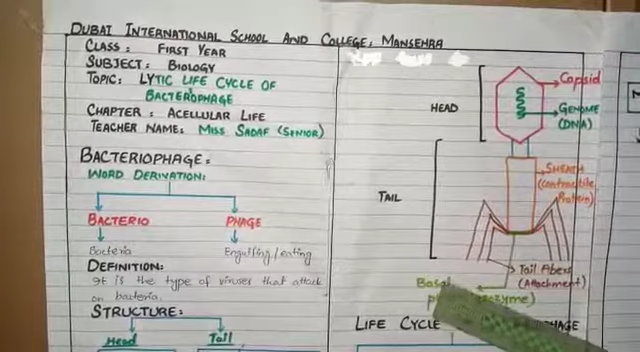 DUBAI INTERNATIONAL SCHOOL AND COLLEGE, MANSEHRA
CLASS: FIRST YEAR
SUBJECT: BIOLOGY
TOPIC: LYTIC LIFE CYCLE OF
BACTEROPHAGE
CHAPTER: ACELLULAR LIFE
TEACHER NAME: MISS SADAF (SENIOR)
BACTERIOPHAGE:
WORD DERIVATION:
BACTERIO PHAGE
Bacteria Engulfing/eating
DEFINITION:
It is the type of viruses that attack
on bacteria.
STRUCTURE:
Head Tail
HEAD
Capsid
GENOME
(DNA)
TAIL
SHEATH
(contractile
Protein)
Tail fibers
(Attachment)
Basal
LIFE CYCLE